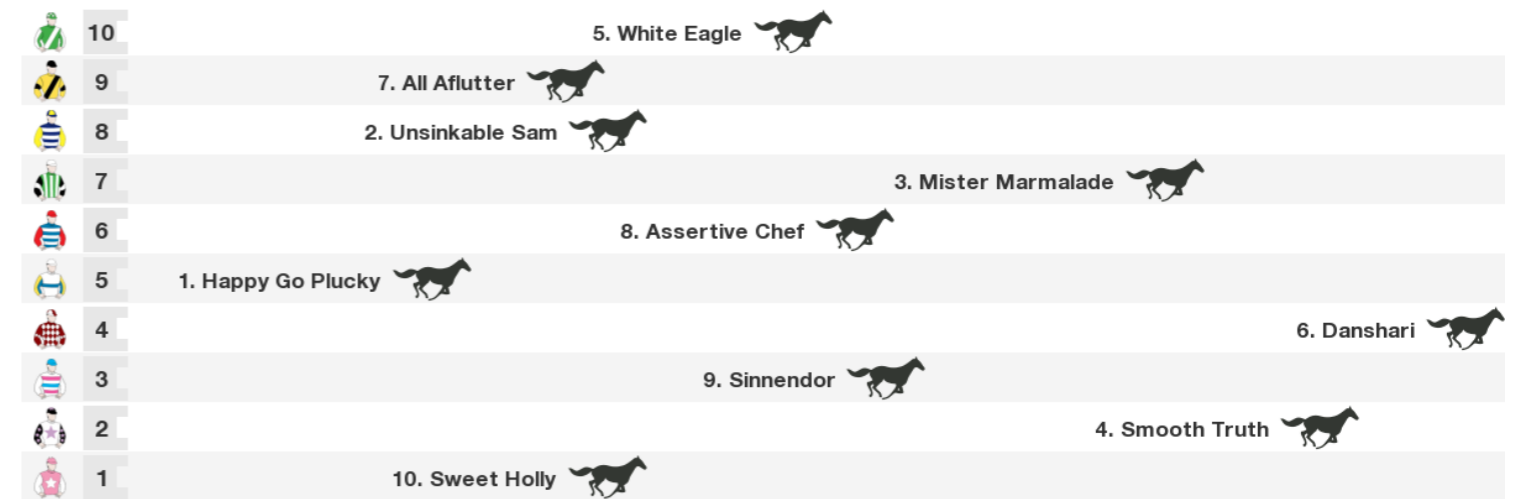 10 5. White Eagle
9 7. All Aflutter
8 2. Unsinkable Sam
7 3. Mister Marmalade
6 8. Assertive Chef
5 1. Happy Go Plucky
4 6. Danshari
3 9. Sinnendor
2 4. Smooth Truth
1 10. Sweet Holly